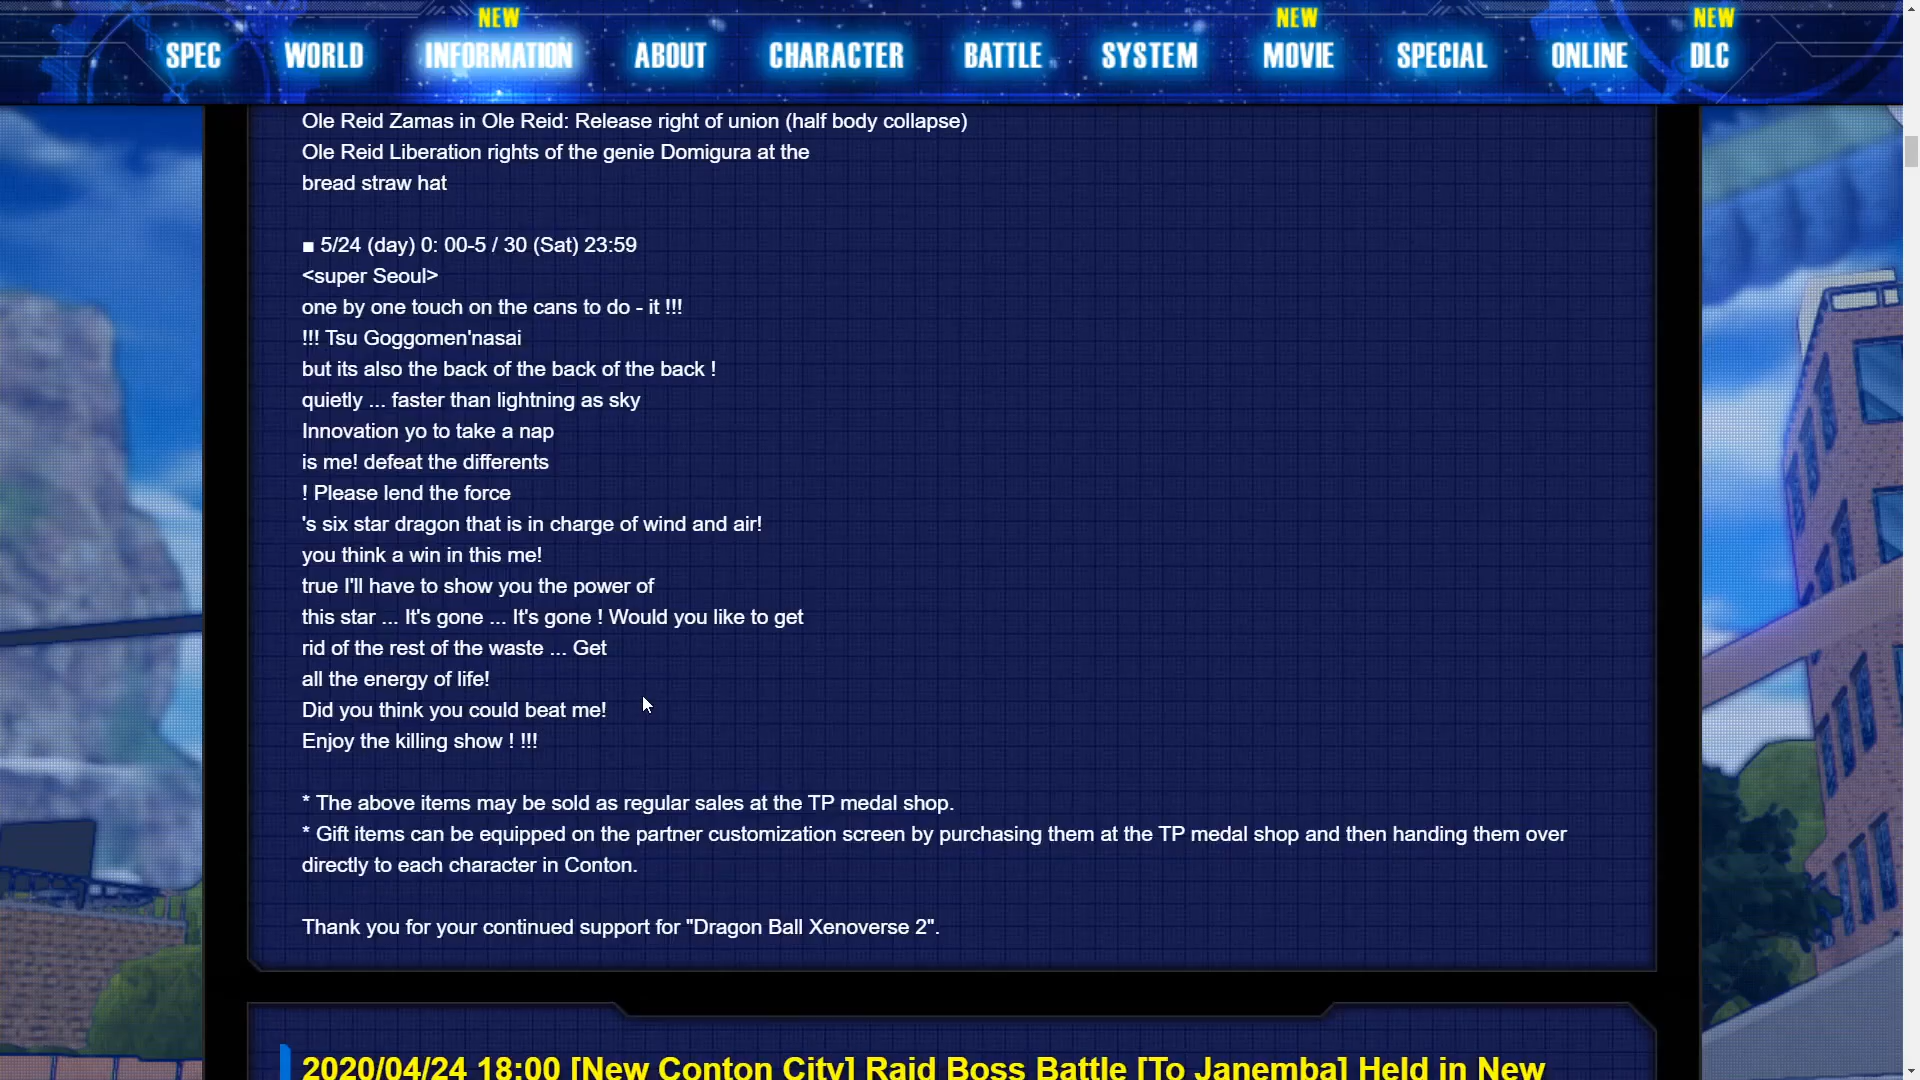 NEW NEW NEW
SPEC WORLD INFORMATION ABOUT CHARACTER BATTLE SYSTEM MOVIE SPECIAL ONLINE DLC
Ole Reid Zamas in Ole Reid: Release right of union (half body collapse)
Ole Reid Liberation rights of the genie Domigura at the
bread straw hat
■ 5/24 (day) 0: 00-5 / 30 (Sat) 23:59
<super Seoul>
one by one touch on the cans to do - it !!!
!!! Tsu Goggomen'nasai
but its also the back of the back of the back !
quietly ... faster than lightning as sky
Innovation yo to take a nap
is me! defeat the differents
! Please lend the force
's six star dragon that is in charge of wind and air!
you think a win in this me!
true I'll have to show you the power of
this star ... It's gone ... It's gone ! Would you like to get
rid of the rest of the waste ... Get
all the energy of life!
Did you think you could beat me!
Enjoy the killing show ! !!!
* The above items may be sold as regular sales at the TP medal shop.
* Gift items can be equipped on the partner customization screen by purchasing them at the TP medal shop and then handing them over
directly to each character in Conton.
Thank you for your continued support for "Dragon Ball Xenoverse 2".
2020/04/24 18:00 [New Conton City] Raid Boss Battle [To Janemba] Held in New